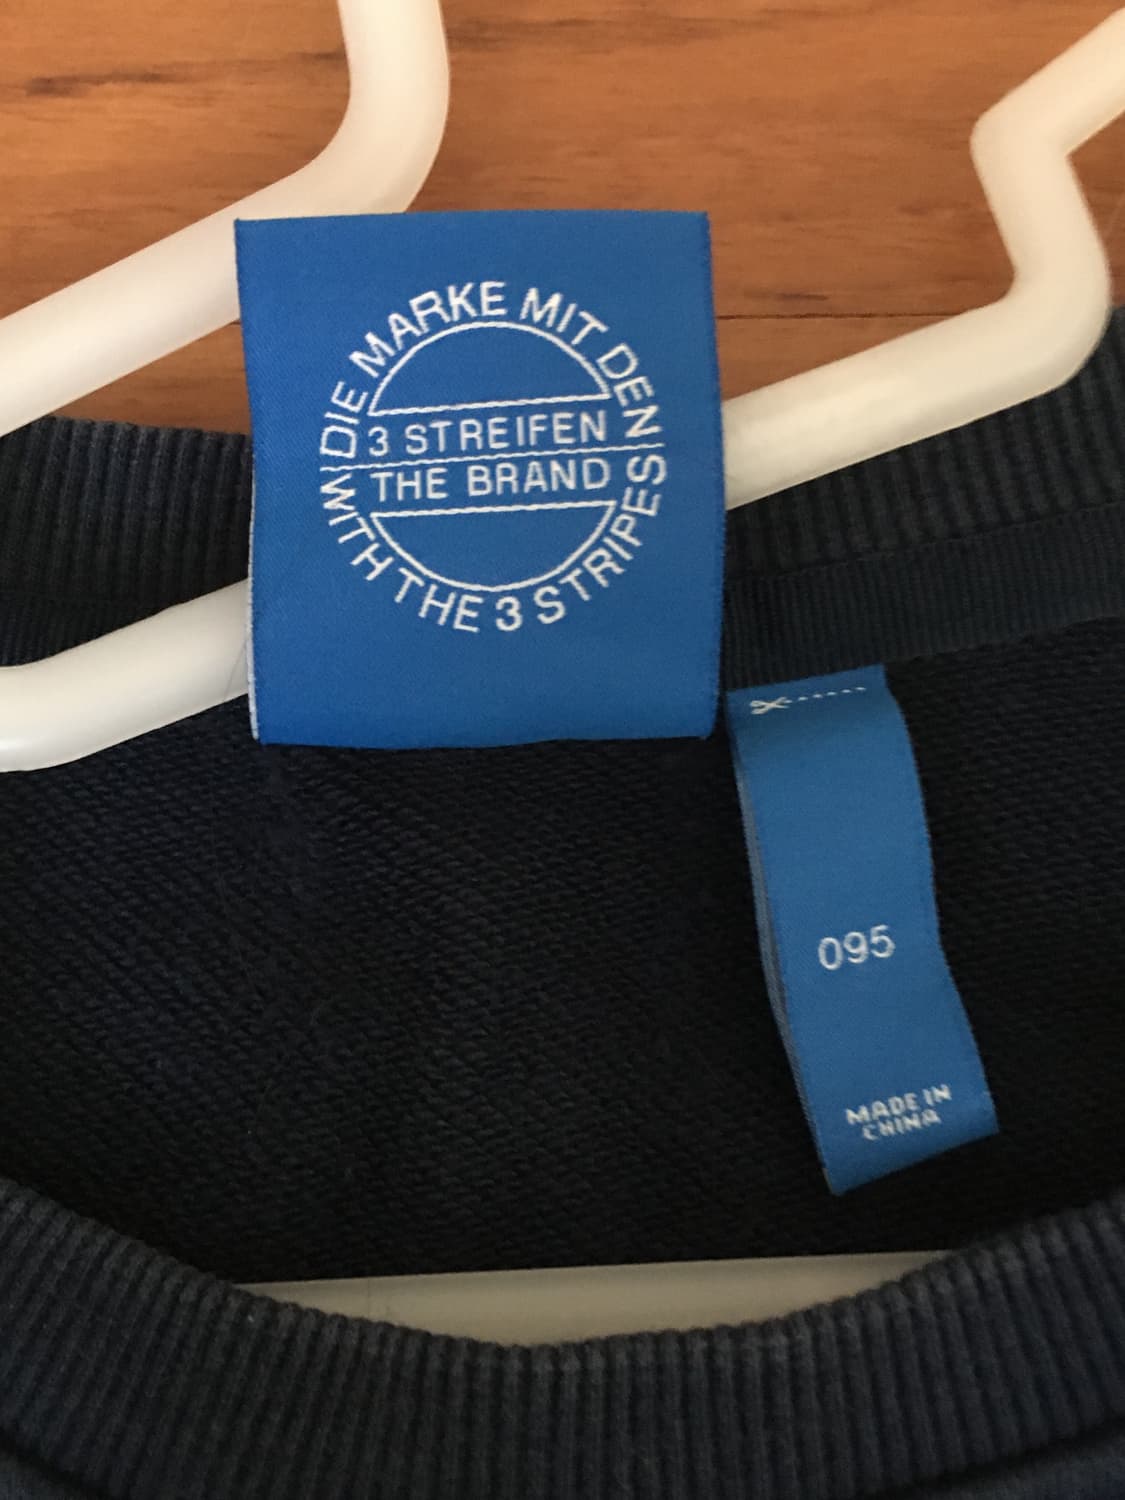 DIE MARKE MIT DEN
3 STREIFEN
THE BRAND
WITH THE 3 STRIPES
095
MADE IN
CHINA